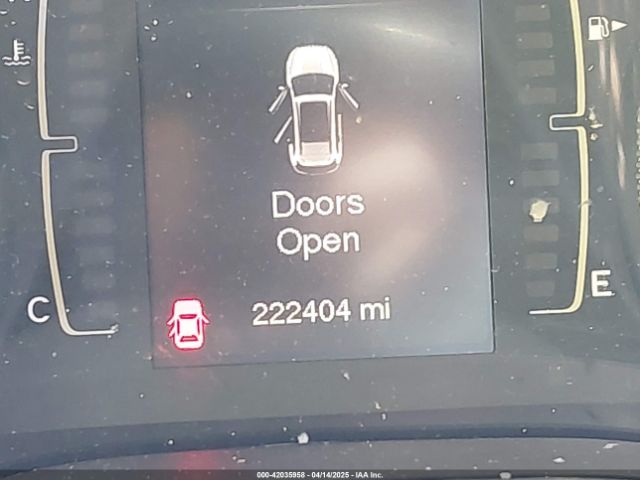 Doors
Open
222404 mi
C
E
000-42035958 - 04/14/2025 - IAA Inc.